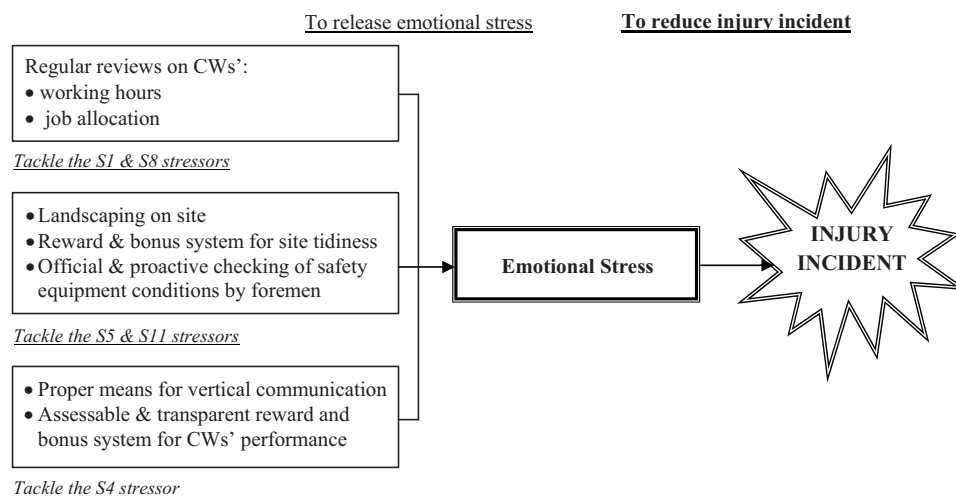 To release emotional stress
To reduce injury incident
Regular reviews on CWs’:
• working hours
• job allocation
Tackle the S1 & S8 stressors
• Landscaping on site
• Reward & bonus system for site tidiness
• Official & proactive checking of safety
equipment conditions by foremen
Tackle the S5 & S11 stressors
• Proper means for vertical communication
• Assessable & transparent reward and
bonus system for CWs’ performance
Tackle the S4 stressor
Emotional Stress
INJURY
INCIDENT